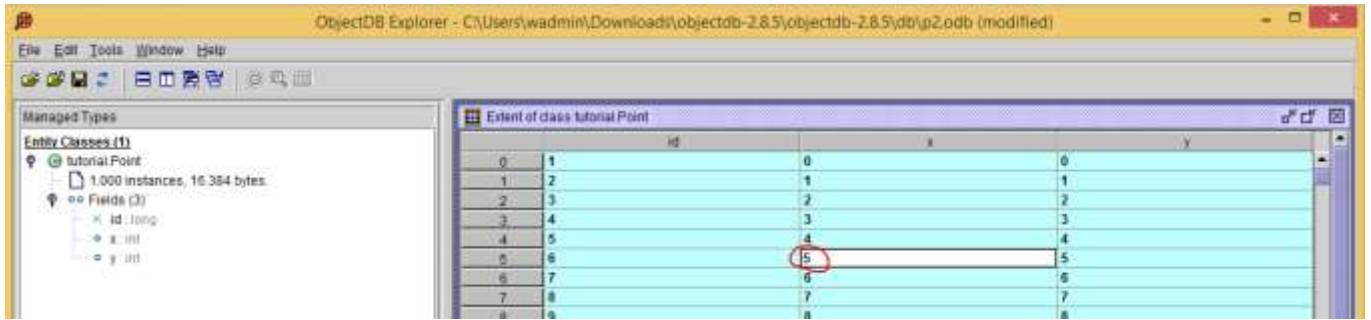 ObjectDB Explorer - C:\Users\wadmin\Downloads\objectdb-2.8.5\objectdb-2.8.5\db\p2.odb (modified)
File Edit Tools Window Help
Managed Types
Entity Classes (1)
tutorial.Point
1.000 instances, 16.384 bytes.
Fields (3)
id : long
x : int
y : int
Extent of class tutorial.Point
id x y
0 1 0 0
1 2 1 1
2 3 2 2
3 4 3 3
4 5 4 4
5 6 5 5
6 7 6 6
7 8 7 7
8 9 8 8